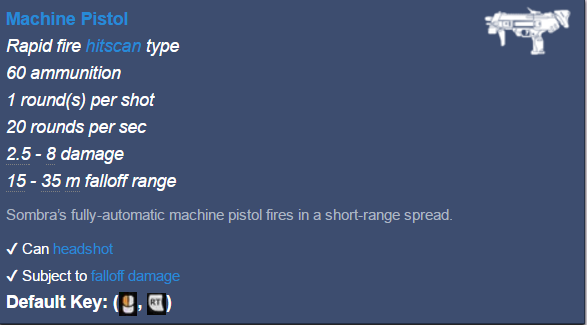 Machine Pistol
Rapid fire hitscan type
60 ammunition
1 round(s) per shot
20 rounds per sec
2.5 - 8 damage
15 - 35 m falloff range
Sombra's fully-automatic machine pistol fires in a short-range spread.
✓ Can headshot
✓ Subject to falloff damage
Default Key: (, RT)